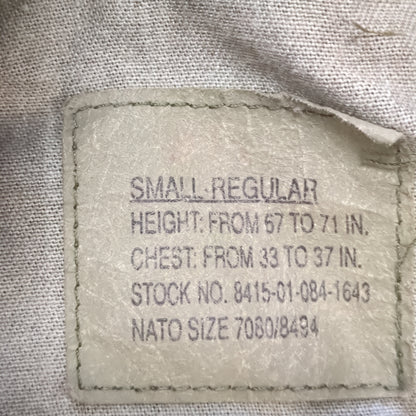 SMALL-REGULAR
HEIGHT: FROM 67 TO 71 IN.
CHEST: FROM 33 TO 37 IN.
STOCK NO. 8415-01-084-1643
NATO SIZE 7080/8494